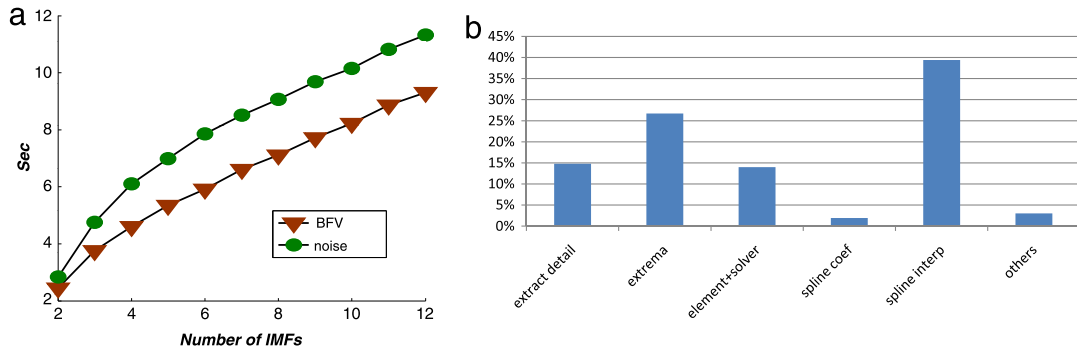 a
12
10
8
6
4
2
Sec
2
4
6
8
10
12
Number of IMFs
BFV
noise
b
45%
40%
35%
30%
25%
20%
15%
10%
5%
0%
extract detail
extrema
element+solver
spline coef
spline interp
others